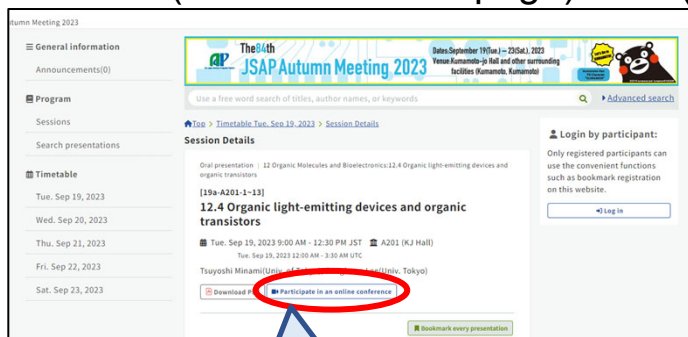 utumn Meeting 2023
General information
Announcements(0)
Program
Sessions
Search presentations
Timetable
Tue. Sep 19, 2023
Wed. Sep 20, 2023
Thu. Sep 21, 2023
Fri. Sep 22, 2023
Sat. Sep 23, 2023
The84th
JSAP Autumn Meeting 2023
Dates:September 19(Tue.) – 23(Sat.), 2023
Venue:Kumamoto-jo Hall and other surrounding
facilities (Kumamoto, Kumamoto)
Use a free word search of titles, author names, or keywords
Advanced search
Top > Timetable Tue. Sep 19, 2023 > Session Details
Session Details
Oral presentation | 12 Organic Molecules and Bioelectronics:12.4 Organic light-emitting devices and
organic transistors
[19a-A201-1~13]
12.4 Organic light-emitting devices and organic
transistors
Tue. Sep 19, 2023 9:00 AM - 12:30 PM JST A201 (KJ Hall)
Tue. Sep 19, 2023 12:00 AM - 3:30 AM UTC
Tsuyoshi Minami(Univ. of (Univ. Tokyo)
Download P
Participate in an online conference
Bookmark every presentation
Login by participant:
Only registered participants can
use the convenient functions
such as bookmark registration
on this website.
Log in